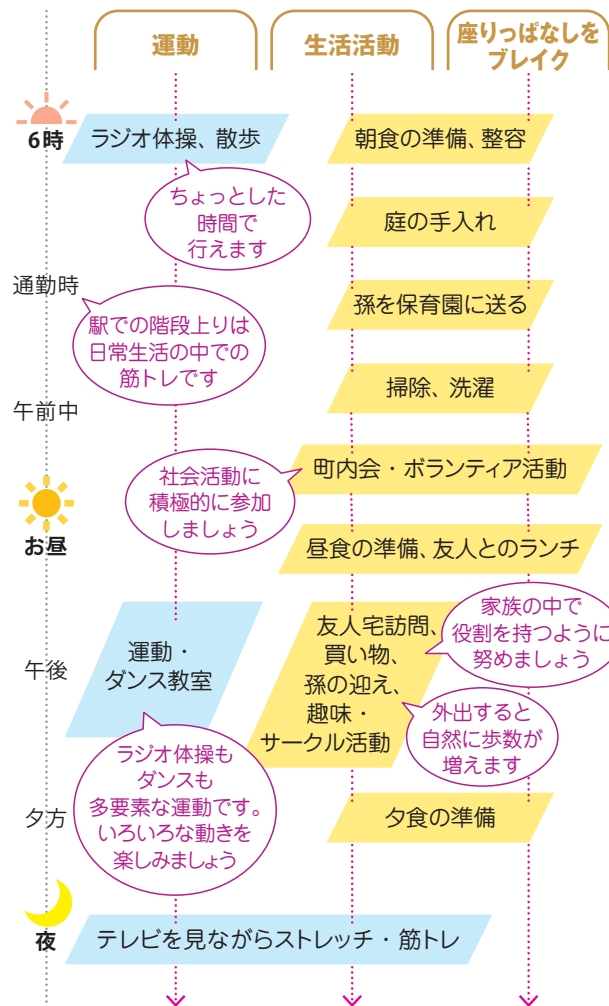 運動
生活活動
座りっぱなしを
ブレイク
6時
ラジオ体操、散歩
朝食の準備、整容
ちょっとした
時間で
行えます
庭の手入れ
通勤時
孫を保育園に送る
駅での階段上りは
日常生活の中での
筋トレです
掃除、洗濯
午前中
町内会・ボランティア活動
社会活動に
積極的に参加
しましょう
お昼
昼食の準備、友人とのランチ
家族の中で
役割を持つように
努めましょう
午後
運動・
ダンス教室
友人宅訪問、
買い物、
孫の迎え、
趣味・
サークル活動
外出すると
自然に歩数が
増えます
ラジオ体操も
ダンスも
多要素な運動です。
いろいろな動きを
楽しみましょう
夕方
夕食の準備
夜
テレビを見ながらストレッチ・筋トレ